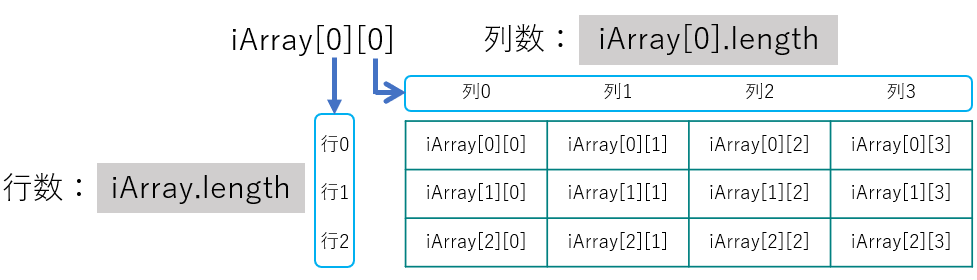 iArray[0][0]
列数： iArray[0].length
列0 列1 列2 列3
行0 iArray[0][0] iArray[0][1] iArray[0][2] iArray[0][3]
行数： iArray.length
行1 iArray[1][0] iArray[1][1] iArray[1][2] iArray[1][3]
行2 iArray[2][0] iArray[2][1] iArray[2][2] iArray[2][3]